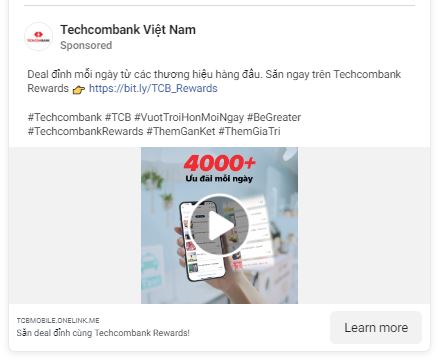 Techcombank Việt Nam
Sponsored
Deal đỉnh mỗi ngày từ các thương hiệu hàng đầu. Săn ngay trên Techcombank
Rewards 👉 https://bit.ly/TCB_Rewards
#Techcombank #TCB #VuotTroiHonMoiNgay #BeGreater
#TechcombankRewards #ThemGanKet #ThemGiaTri
4000+
Ưu đãi mỗi ngày
TCBMOBILE.ONELINK.ME
Săn deal đỉnh cùng Techcombank Rewards!
Learn more